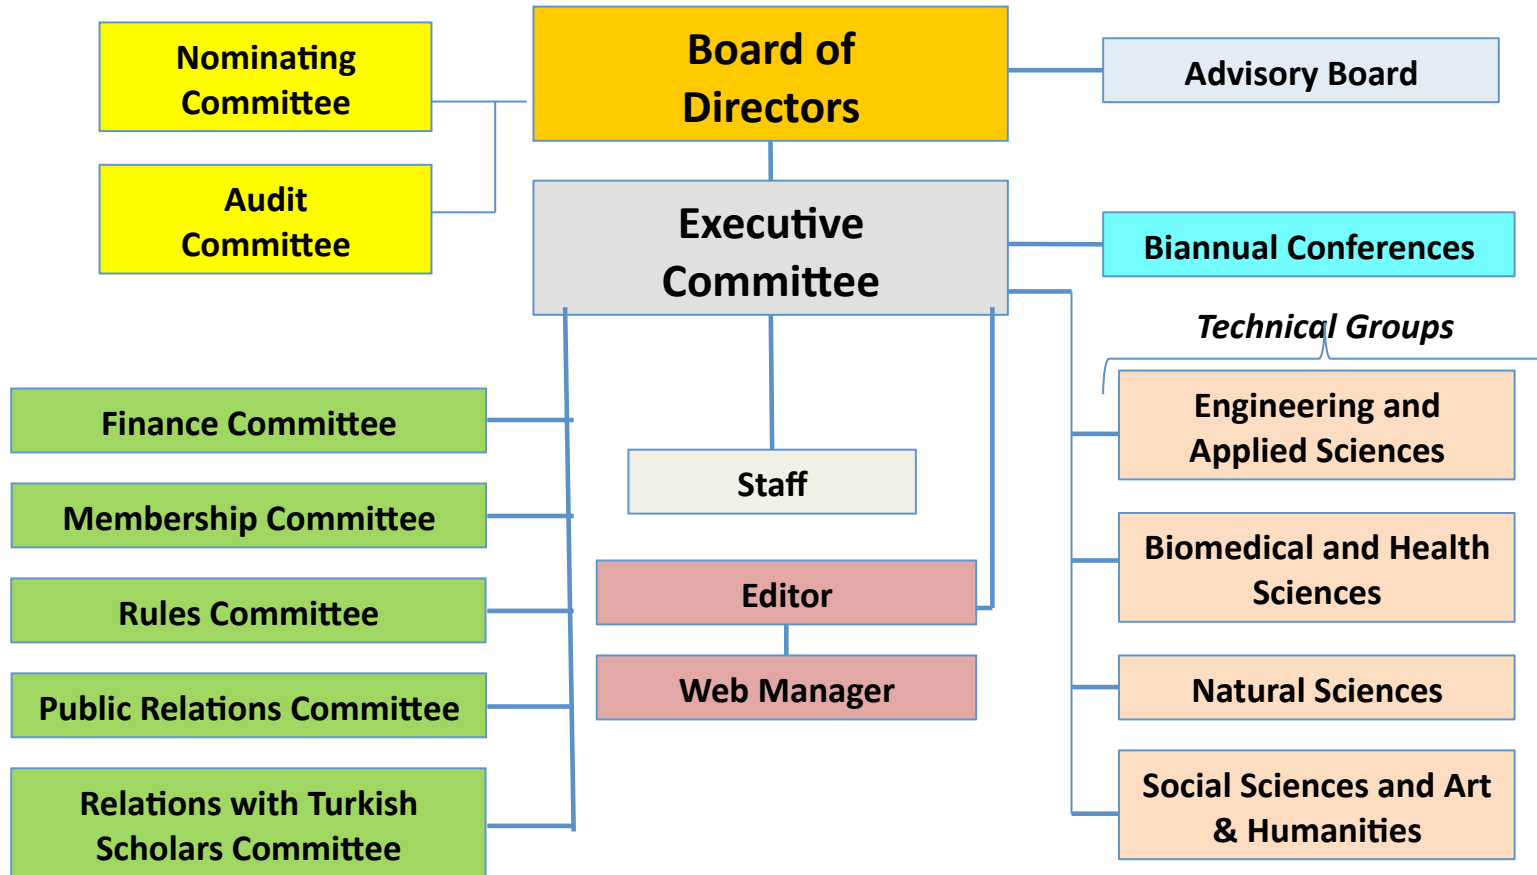 Nominating
Committee
Board of
Directors
Advisory Board
Audit
Committee
Executive
Committee
Biannual Conferences
Technical Groups
Finance Committee
Membership Committee
Rules Committee
Public Relations Committee
Relations with Turkish
Scholars Committee
Staff
Editor
Web Manager
Engineering and
Applied Sciences
Biomedical and Health
Sciences
Natural Sciences
Social Sciences and Art
& Humanities